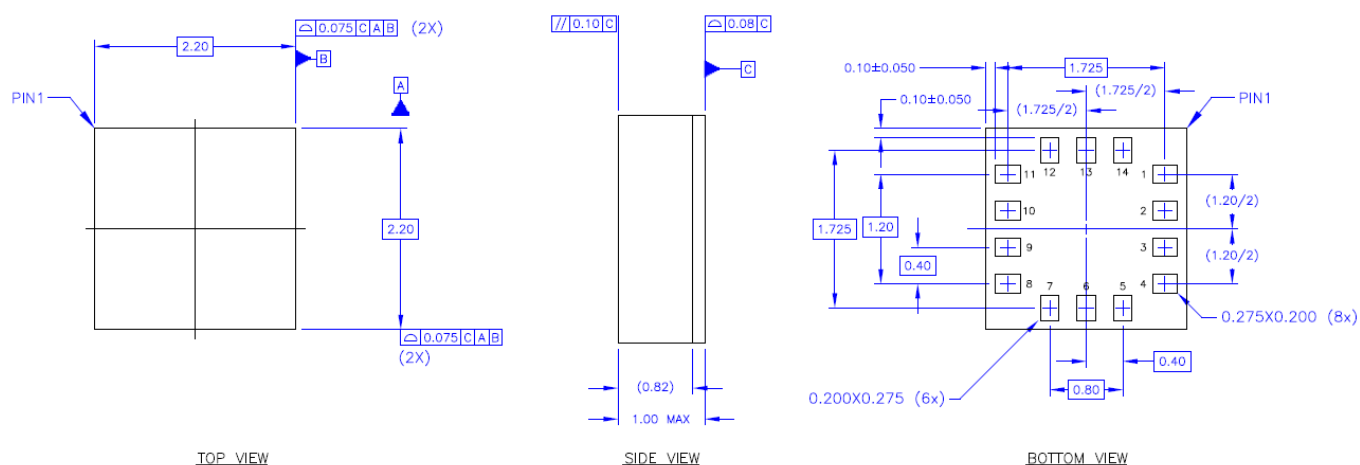 ⌓ 0.075 C A B (2X)
2.20
B
A
PIN1
2.20
⌓ 0.075 C A B
(2X)
TOP VIEW
// 0.10 C
⌓ 0.08 C
C
(0.82)
1.00 MAX
SIDE VIEW
0.10±0.050
1.725
(1.725/2)
0.10±0.050
(1.725/2)
PIN1
12 13 14
11 1
10 2
9 3
8 4
7 6 5
1.725
1.20
0.40
(1.20/2)
(1.20/2)
0.275X0.200 (8x)
0.40
0.80
0.200X0.275 (6x)
BOTTOM VIEW